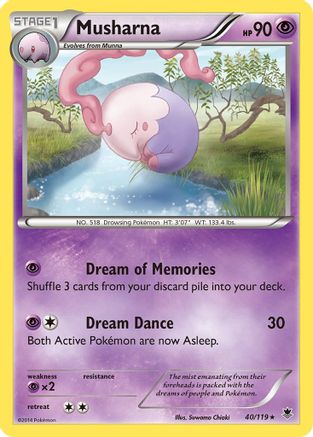 STAGE1
Musharna
HP90
Evolves from Munna
NO. 518 Drowsing Pokémon HT: 3'07" WT: 133.4 lbs.
Dream of Memories
Shuffle 3 cards from your discard pile into your deck.
Dream Dance 30
Both Active Pokémon are now Asleep.
weakness resistance
×2
The mist emanating from their
foreheads is packed with the
dreams of people and Pokémon.
retreat
©2014 Pokémon
Illus. Suwama Chiaki
40/119★